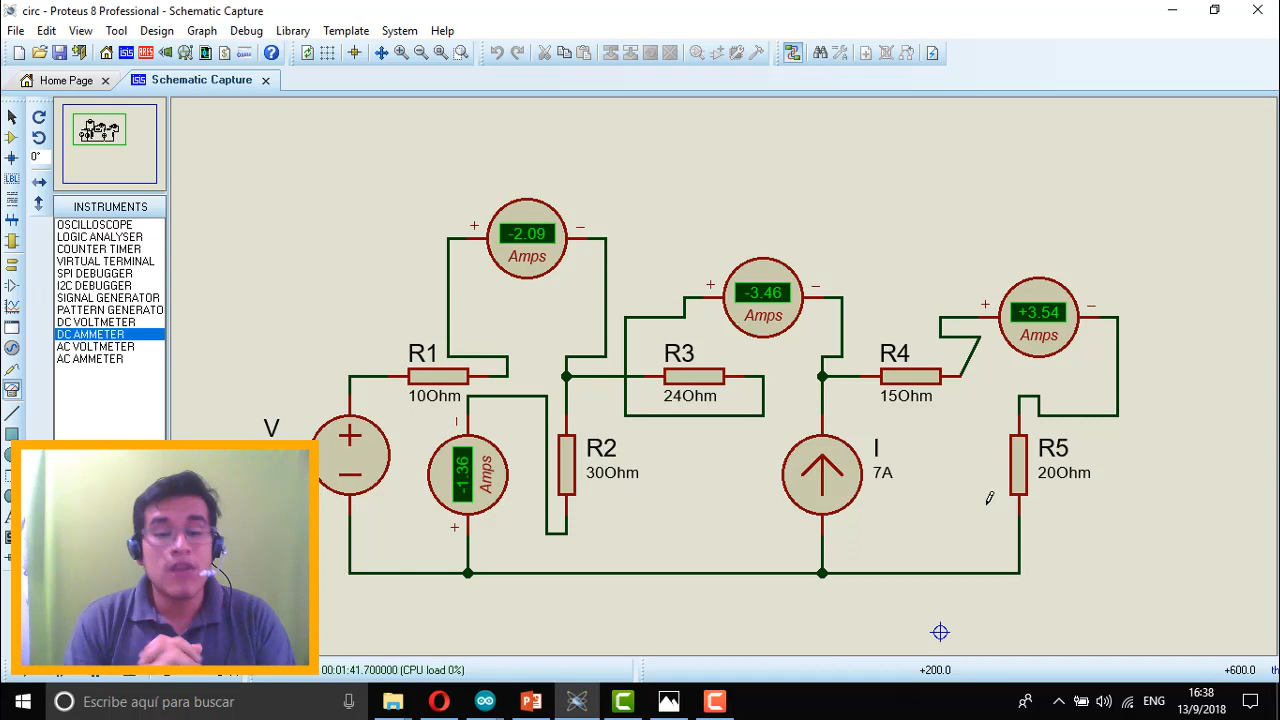 circ - Proteus 8 Professional - Schematic Capture
File Edit View Tool Design Graph Debug Library Template System Help
Home Page
Schematic Capture
0°
INSTRUMENTS
OSCILLOSCOPE
LOGIC ANALYSER
COUNTER TIMER
VIRTUAL TERMINAL
SPI DEBUGGER
I2C DEBUGGER
SIGNAL GENERATOR
PATTERN GENERATO
DC VOLTMETER
DC AMMETER
AC VOLTMETER
AC AMMETER
LBL
+ -2.09 −
Amps
+ -3.46 −
Amps
+ +3.54 −
Amps
R1
10Ohm
R3
24Ohm
R4
15Ohm
V
+
−
-1.36
Amps
+
R2
30Ohm
I
7A
R5
20Ohm
00:01:41.700000 (CPU load 0%)
+200.0
+600.0
th
Escribe aquí para buscar
ENG
16:38
13/9/2018